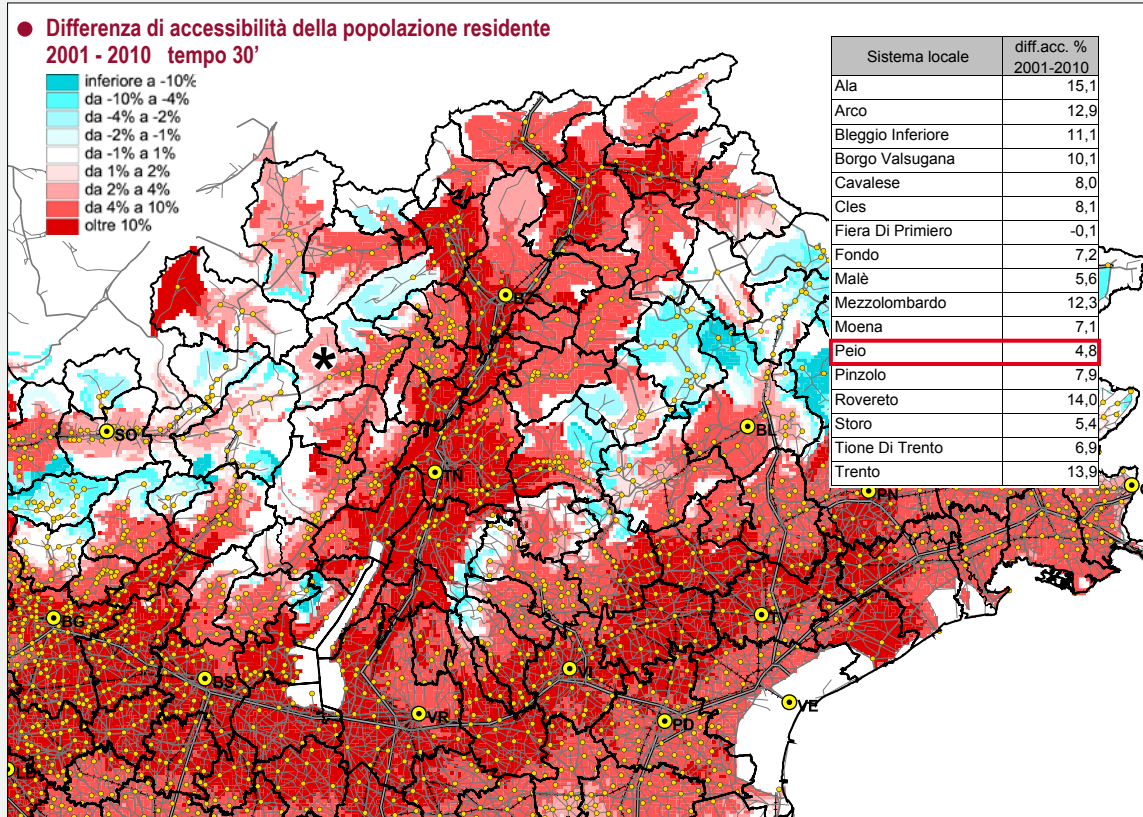 Differenza di accessibilità della popolazione residente
2001 - 2010 tempo 30'
inferiore a -10%
da -10% a -4%
da -4% a -2%
da -2% a -1%
da -1% a 1%
da 1% a 2%
da 2% a 4%
da 4% a 10%
oltre 10%
Sistema locale diff.acc. % 2001-2010
Ala 15,1
Arco 12,9
Bleggio Inferiore 11,1
Borgo Valsugana 10,1
Cavalese 8,0
Cles 8,1
Fiera Di Primiero -0,1
Fondo 7,2
Malè 5,6
Mezzolombardo 12,3
Moena 7,1
Peio 4,8
Pinzolo 7,9
Rovereto 14,0
Storo 5,4
Tione Di Trento 6,9
Trento 13,9
BZ
*
SO
BL
TN
PN
BG
BS
VI
VR
PD
VE